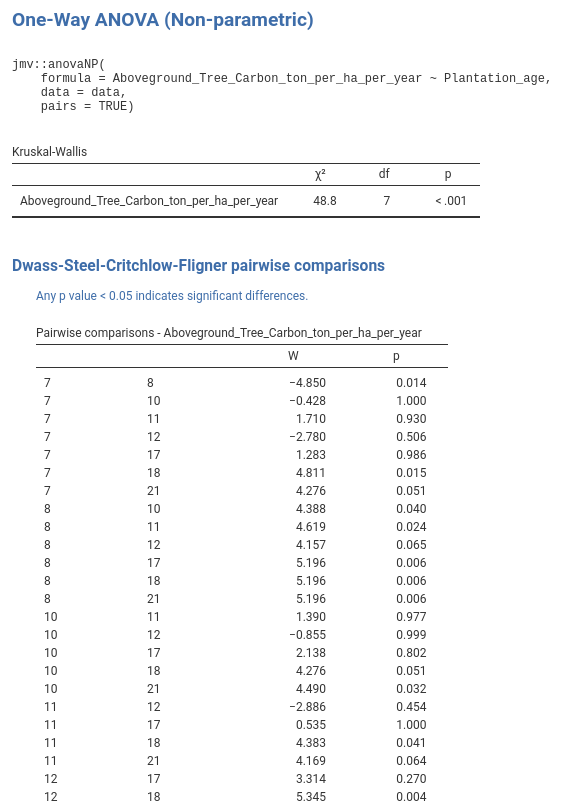 One-Way ANOVA (Non-parametric)
jmv::anovaNP(
    formula = Aboveground_Tree_Carbon_ton_per_ha_per_year ~ Plantation_age,
    data = data,
    pairs = TRUE)
Kruskal-Wallis
χ² df p
Aboveground_Tree_Carbon_ton_per_ha_per_year 48.8 7 < .001
Dwass-Steel-Critchlow-Fligner pairwise comparisons
Any p value < 0.05 indicates significant differences.
Pairwise comparisons - Aboveground_Tree_Carbon_ton_per_ha_per_year
W p
7 8 −4.850 0.014
7 10 −0.428 1.000
7 11 1.710 0.930
7 12 −2.780 0.506
7 17 1.283 0.986
7 18 4.811 0.015
7 21 4.276 0.051
8 10 4.388 0.040
8 11 4.619 0.024
8 12 4.157 0.065
8 17 5.196 0.006
8 18 5.196 0.006
8 21 5.196 0.006
10 11 1.390 0.977
10 12 −0.855 0.999
10 17 2.138 0.802
10 18 4.276 0.051
10 21 4.490 0.032
11 12 −2.886 0.454
11 17 0.535 1.000
11 18 4.383 0.041
11 21 4.169 0.064
12 17 3.314 0.270
12 18 5.345 0.004